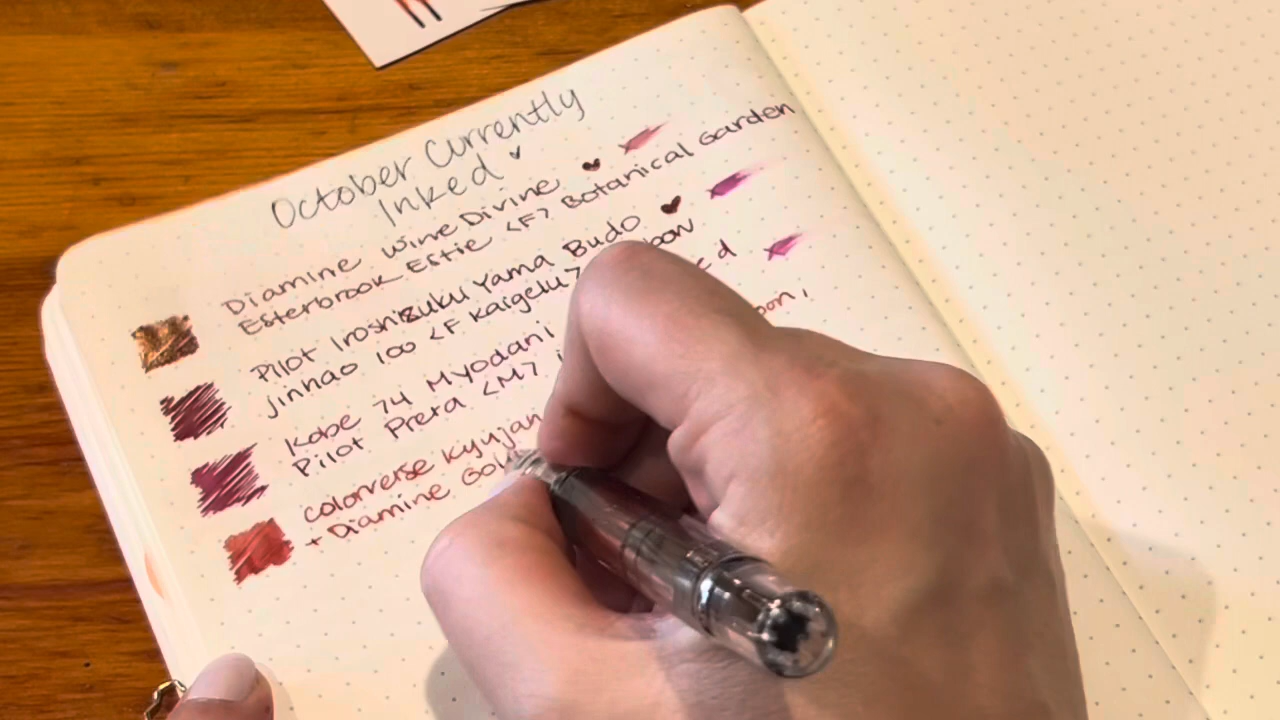 October Currently
Inked
Diamine Wine Divine
Esterbrook Estie <F> Botanical Garden
Pilot Iroshizuku Yama Budo
Jinhao 100 <F Kaigelu>
Kobe 74 Myodani
Pilot Prera <M>
Colorverse
+ Diamine